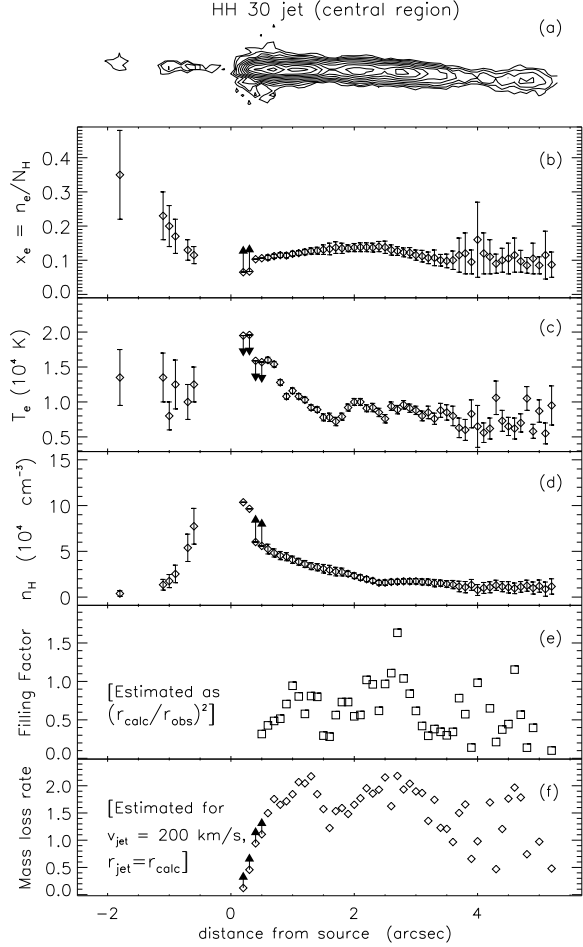 HH 30 jet (central region)
(a)
(b)
x_e = n_e/N_H
0.4
0.3
0.2
0.1
0.0
(c)
T_e (10^4 K)
2.0
1.5
1.0
0.5
(d)
n_H (10^4 cm^-3)
15
10
5
0
(e)
Filling Factor
1.5
1.0
0.5
0.0
[Estimated as
(r_calc/r_obs)^2]
(f)
Mass loss rate
2.0
1.5
1.0
0.5
0.0
[Estimated for
v_jet = 200 km/s,
r_jet=r_calc]
−2 0 2 4
distance from source (arcsec)